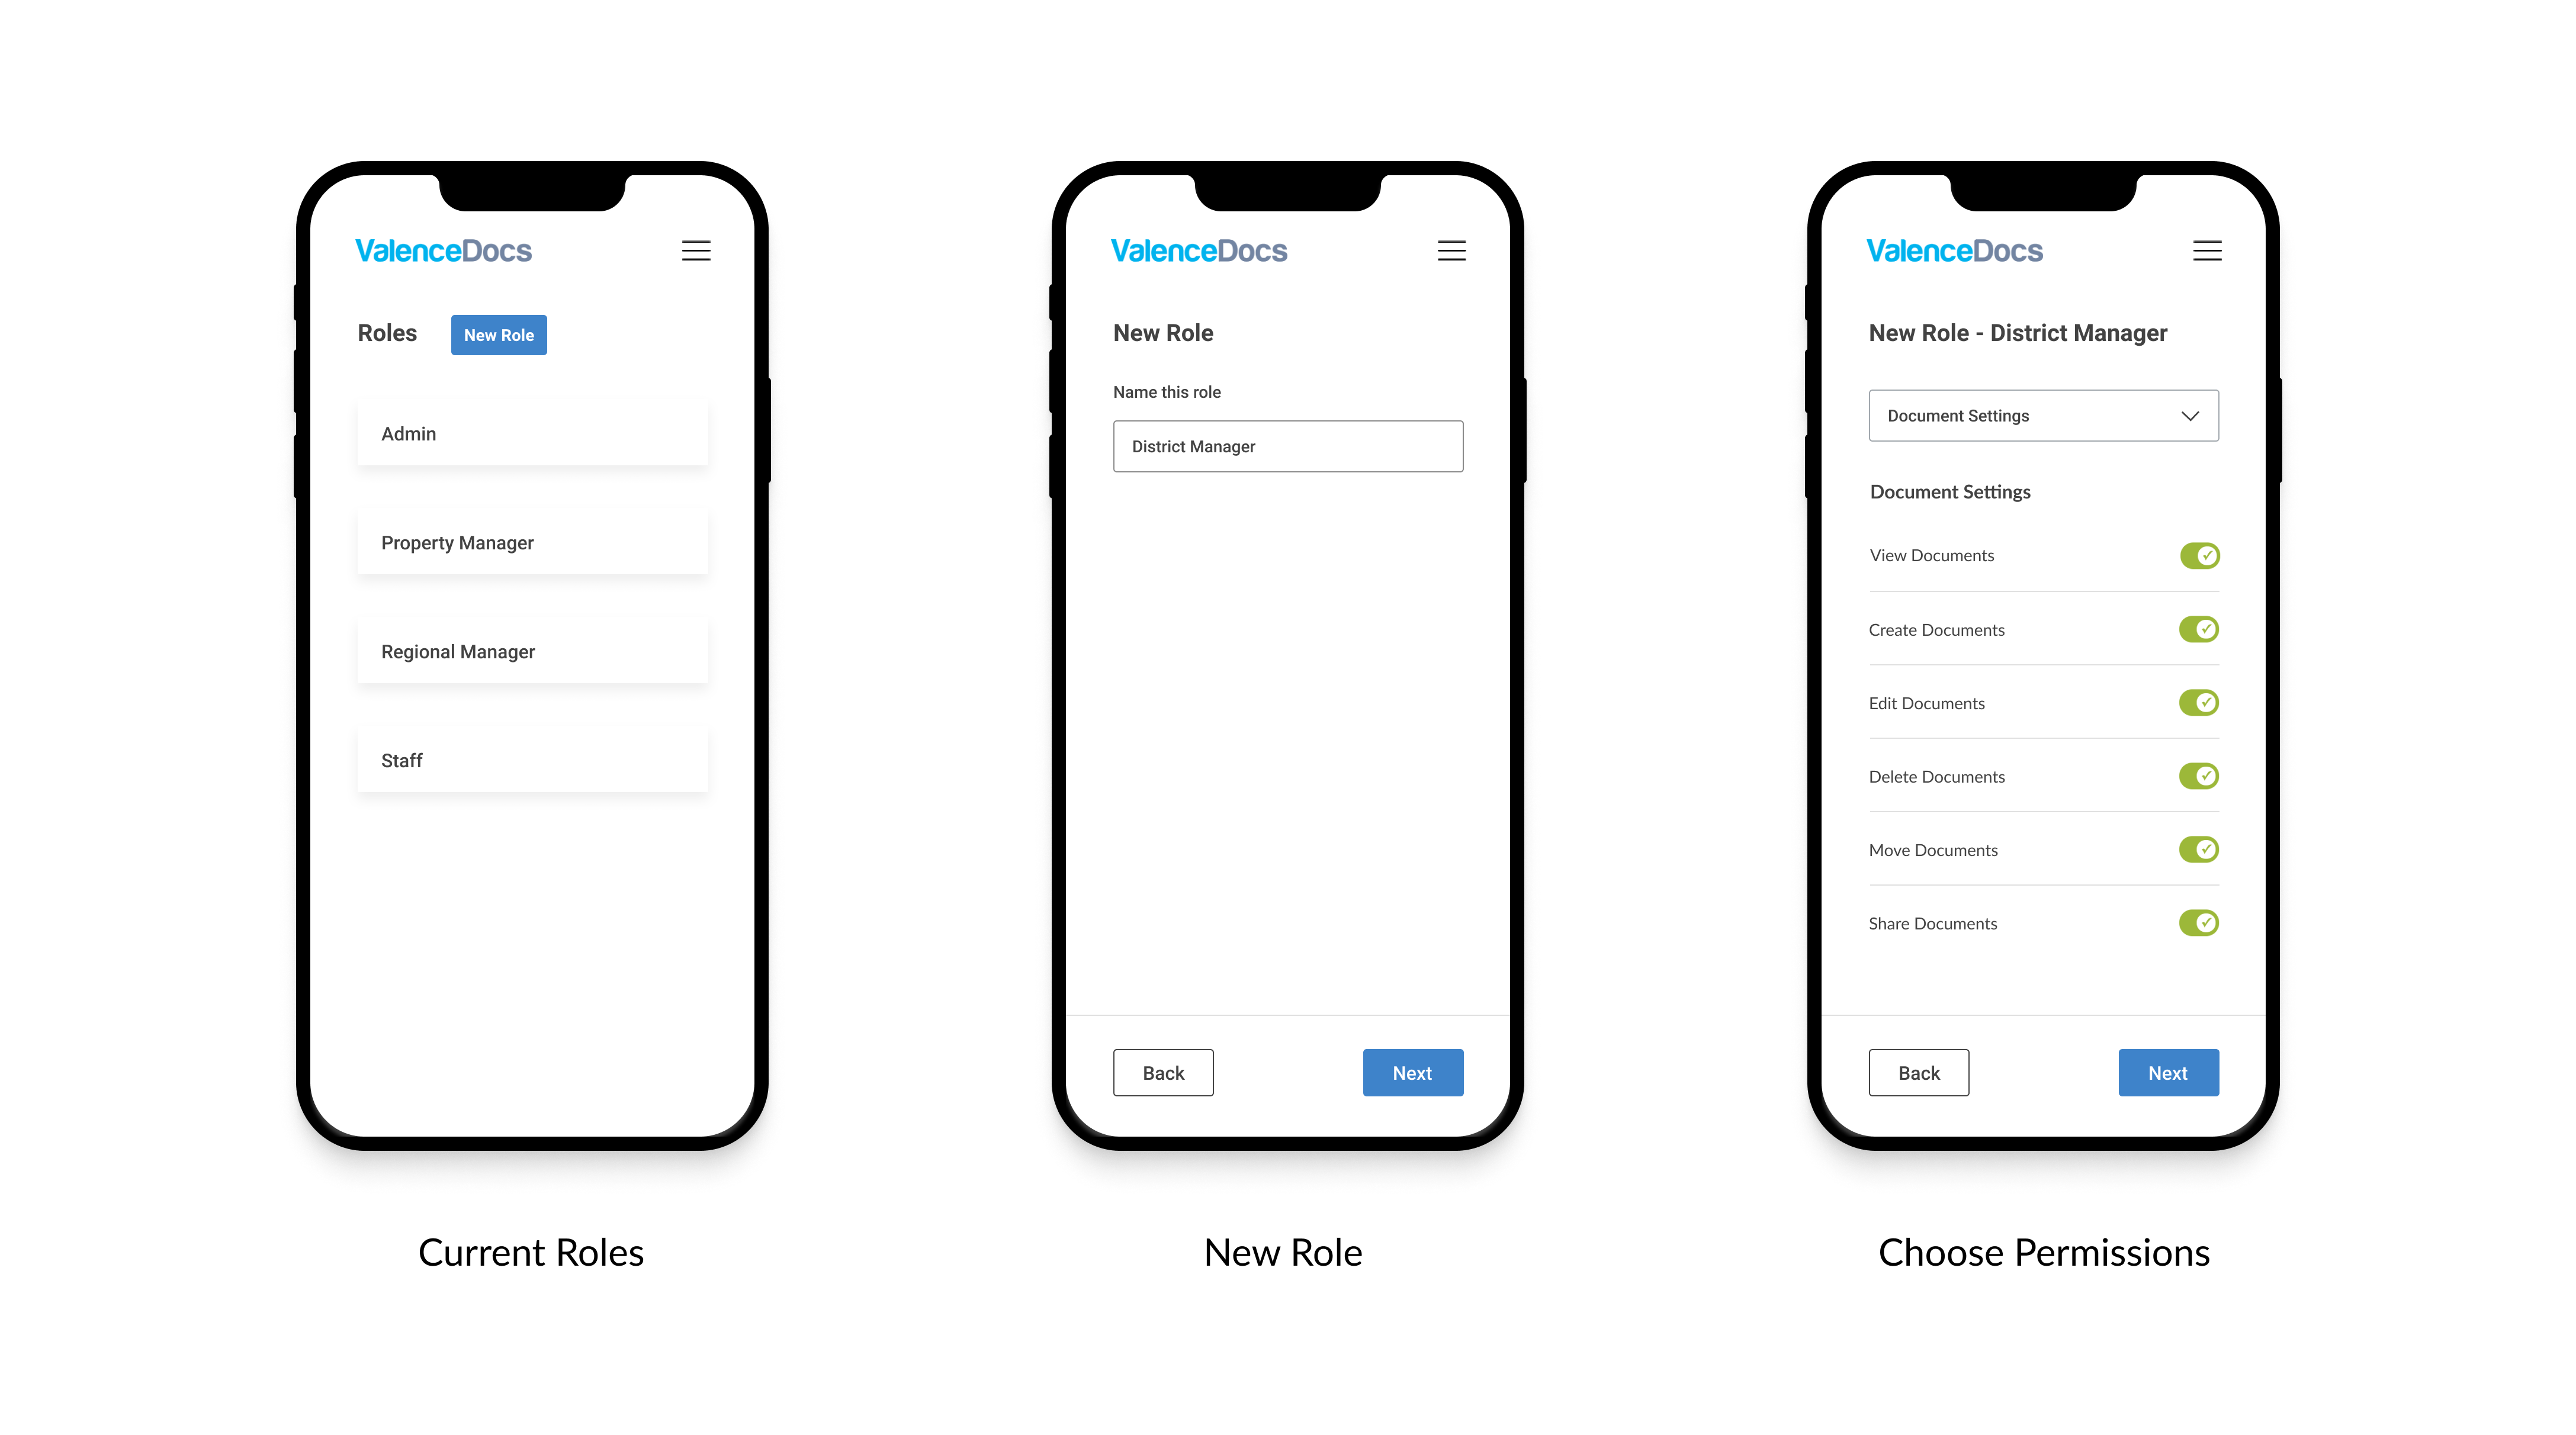 ValenceDocs
Roles
New Role
Admin
Property Manager
Regional Manager
Staff
Current Roles
ValenceDocs
New Role
Name this role
District Manager
Back
Next
New Role
ValenceDocs
New Role - District Manager
Document Settings
Document Settings
View Documents
Create Documents
Edit Documents
Delete Documents
Move Documents
Share Documents
Back
Next
Choose Permissions